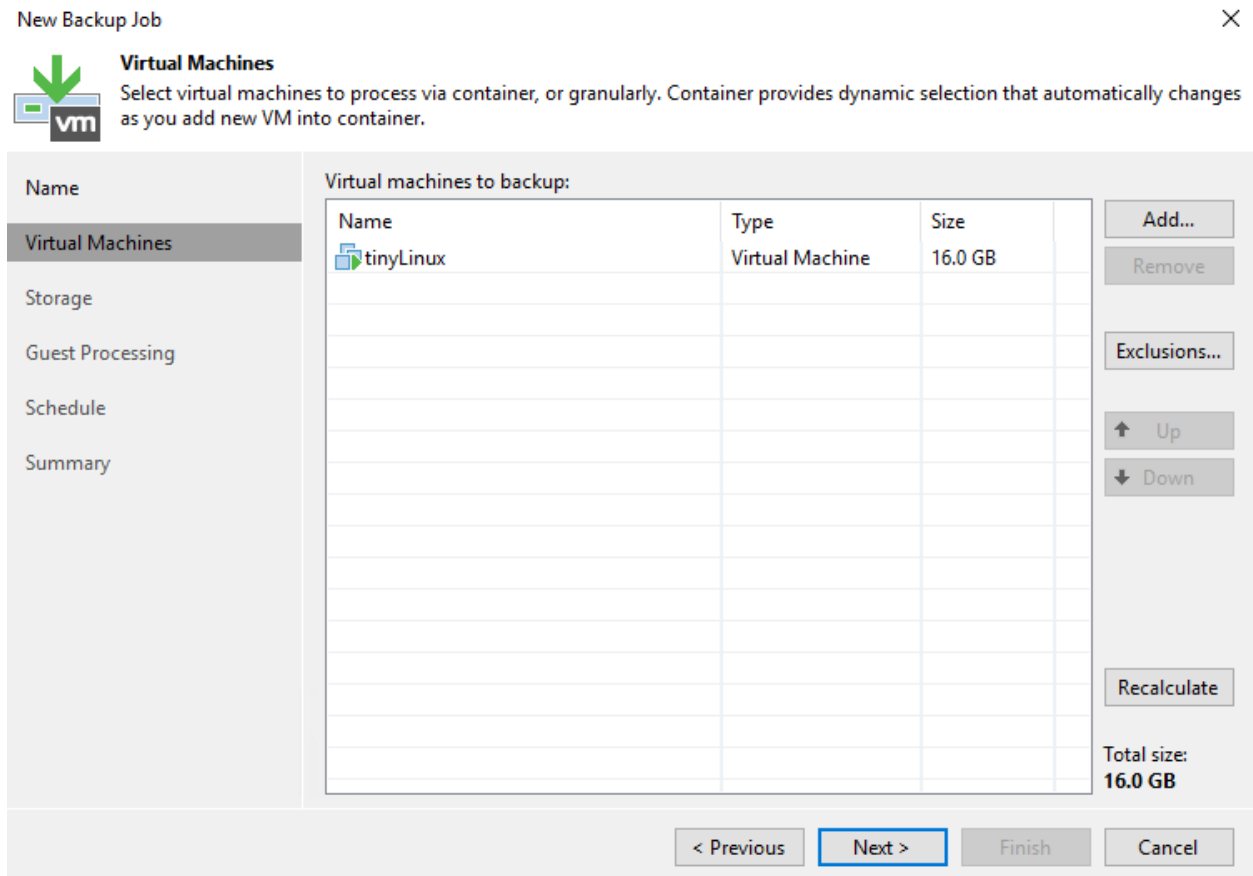 New Backup Job
Virtual Machines
Select virtual machines to process via container, or granularly. Container provides dynamic selection that automatically changes
as you add new VM into container.
vm
Name
Virtual Machines
Storage
Guest Processing
Schedule
Summary
Virtual machines to backup:
Name Type Size
tinyLinux Virtual Machine 16.0 GB
Add...
Remove
Exclusions...
Up
Down
Recalculate
Total size:
16.0 GB
< Previous Next > Finish Cancel